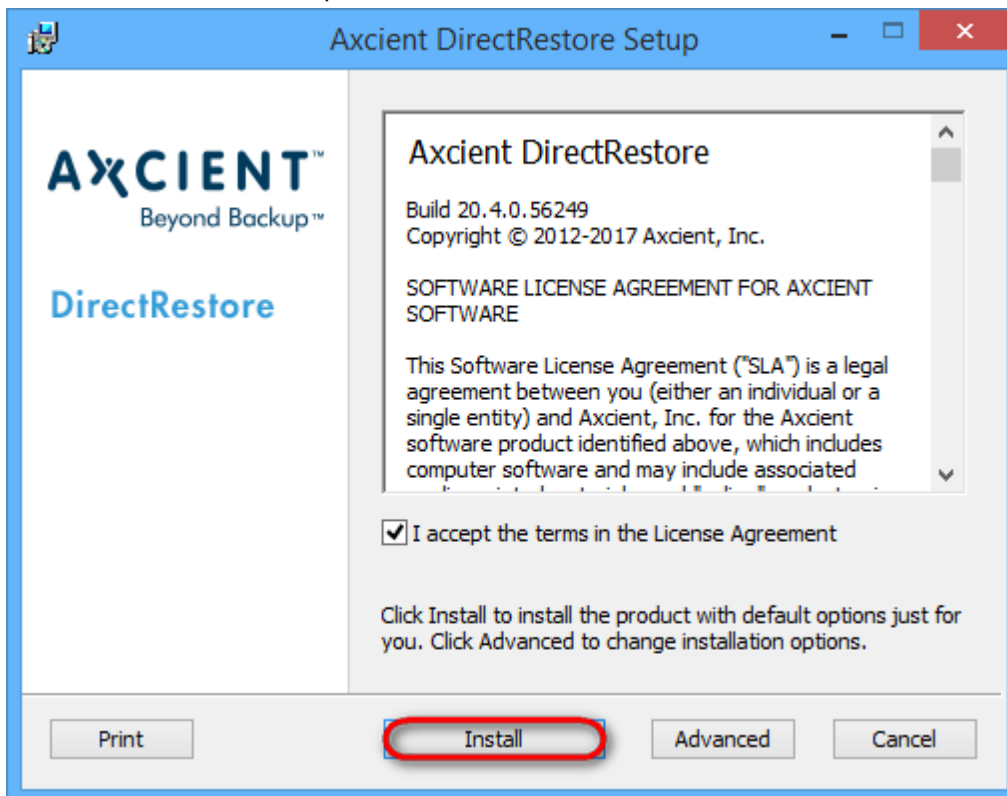 Axcient DirectRestore Setup
AXCIENT™
Beyond Backup™
DirectRestore
Axcient DirectRestore
Build 20.4.0.56249
Copyright © 2012-2017 Axcient, Inc.
SOFTWARE LICENSE AGREEMENT FOR AXCIENT
SOFTWARE
This Software License Agreement ("SLA") is a legal
agreement between you (either an individual or a
single entity) and Axcient, Inc. for the Axcient
software product identified above, which includes
computer software and may include associated
I accept the terms in the License Agreement
Click Install to install the product with default options just for
you. Click Advanced to change installation options.
Print
Install
Advanced
Cancel